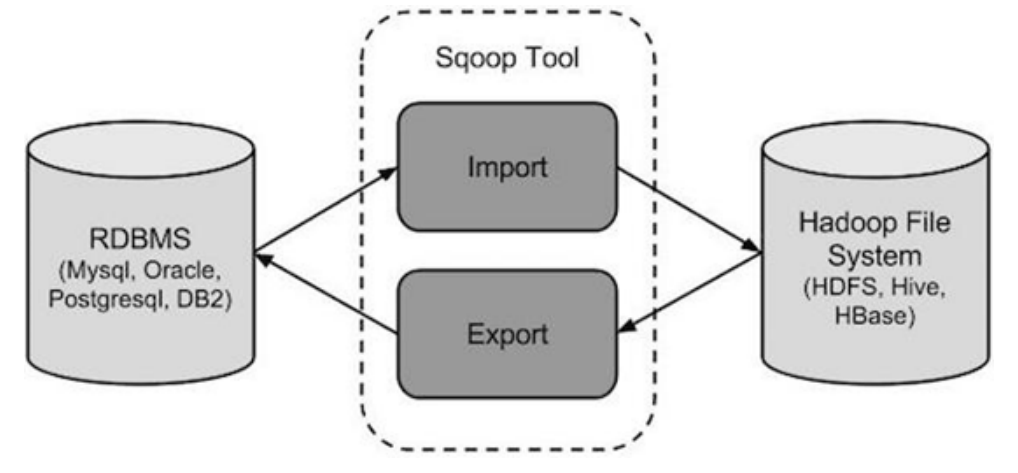 Sqoop Tool
Import
Export
RDBMS
(Mysql, Oracle,
Postgresql, DB2)
Hadoop File
System
(HDFS, Hive,
HBase)